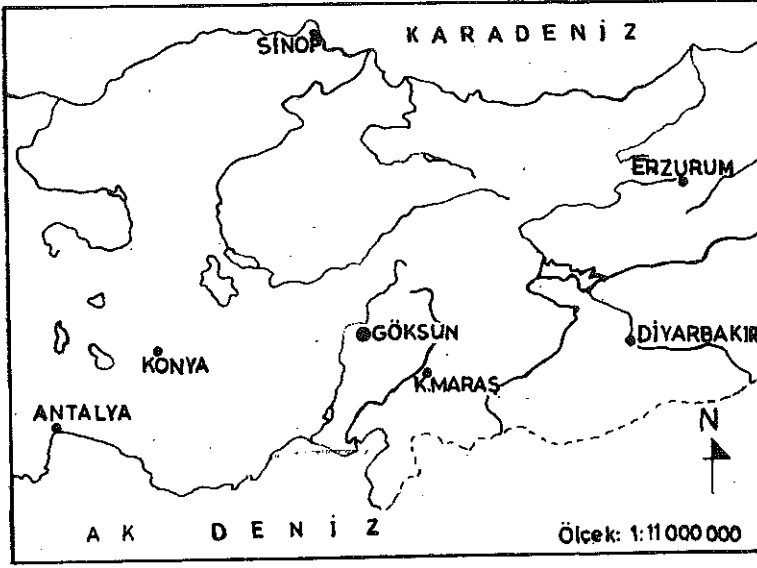 KARADENİZ
SİNOP
ERZURUM
GÖKSUN
DİYARBAKIR
KONYA
K.MARAŞ
ANTALYA
N
AK DENİZ
Ölçek: 1:11 000 000